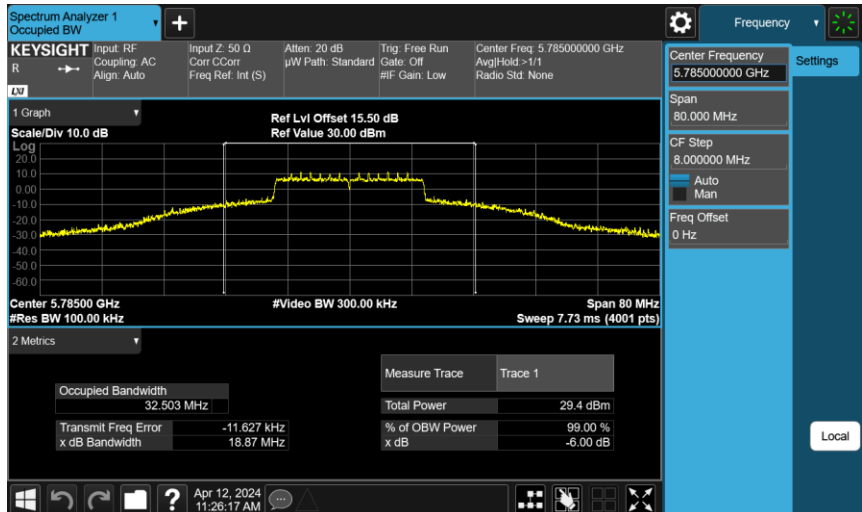 Spectrum Analyzer 1
Occupied BW
Frequency
KEYSIGHT
R
LXI
Input: RF
Coupling: AC
Align: Auto
Input Z: 50 Ω
Corr CCorr
Freq Ref: Int (S)
Atten: 20 dB
µW Path: Standard
Trig: Free Run
Gate: Off
#IF Gain: Low
Center Freq: 5.785000000 GHz
Avg|Hold:>1/1
Radio Std: None
Center Frequency
5.785000000 GHz
Settings
Span
80.000 MHz
CF Step
8.000000 MHz
Auto
Man
Freq Offset
0 Hz
1 Graph
Scale/Div 10.0 dB
Ref Lvl Offset 15.50 dB
Ref Value 30.00 dBm
Log
20.0
10.0
0.00
-10.0
-20.0
-30.0
-40.0
-50.0
-60.0
Center 5.78500 GHz
#Video BW 300.00 kHz
Span 80 MHz
#Res BW 100.00 kHz
Sweep 7.73 ms (4001 pts)
2 Metrics
Measure Trace
Trace 1
Occupied Bandwidth
32.503 MHz
Total Power
29.4 dBm
Transmit Freq Error
-11.627 kHz
% of OBW Power
99.00 %
x dB Bandwidth
18.87 MHz
x dB
-6.00 dB
Local
?
Apr 12, 2024
11:26:17 AM